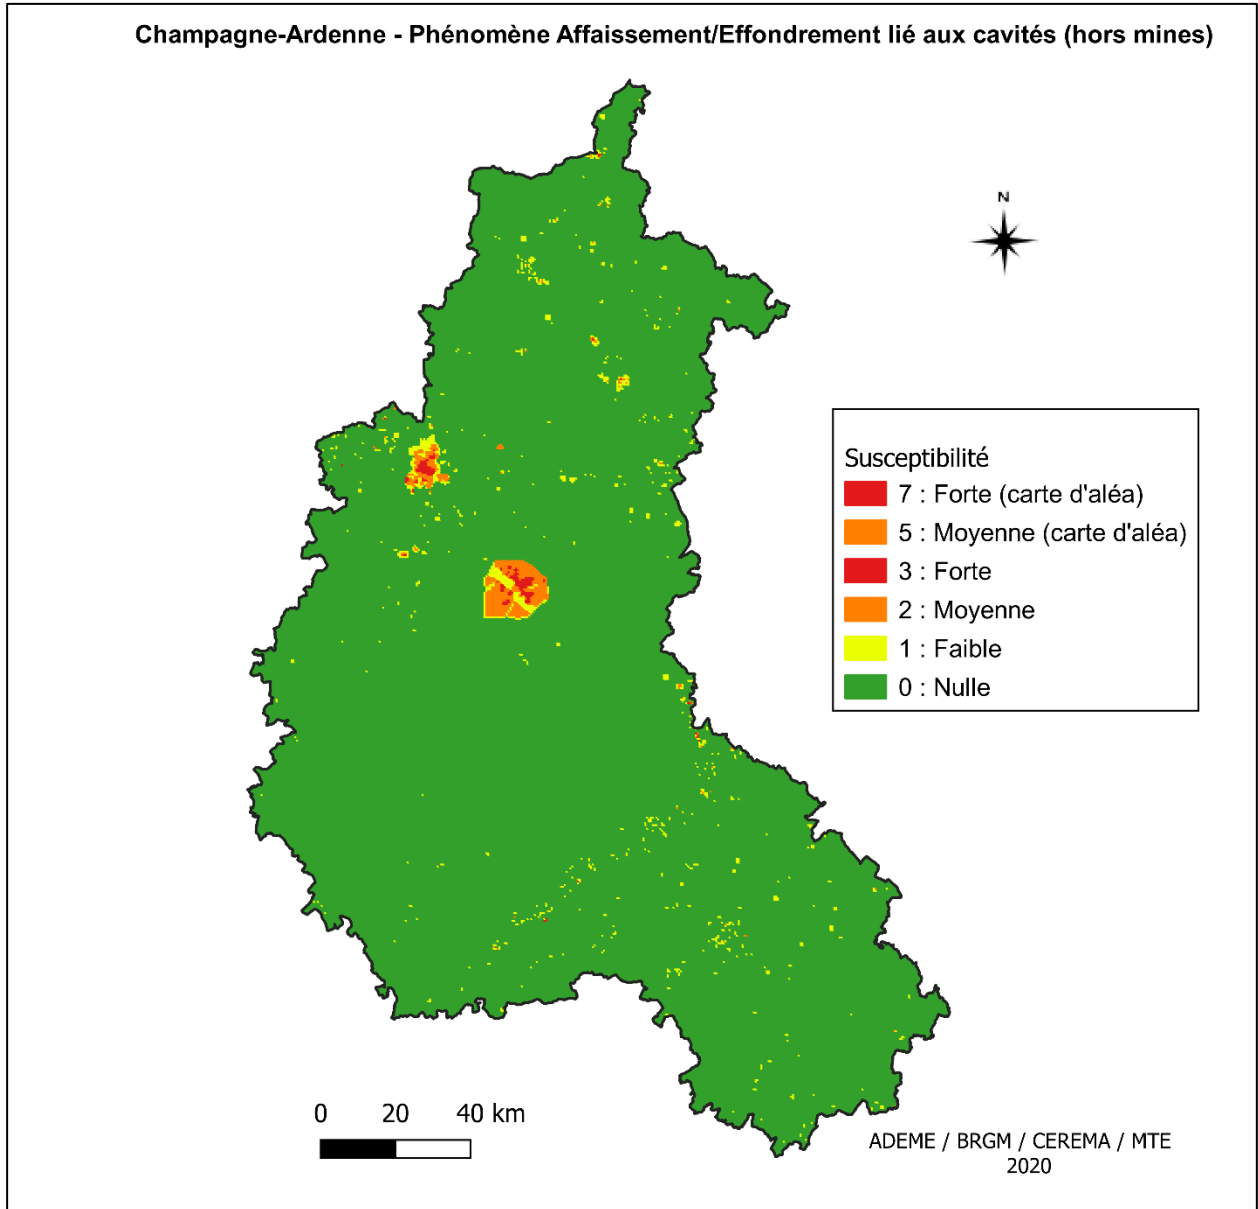 Champagne-Ardenne - Phénomène Affaissement/Effondrement lié aux cavités (hors mines)
N
Susceptibilité
7 : Forte (carte d'aléa)
5 : Moyenne (carte d'aléa)
3 : Forte
2 : Moyenne
1 : Faible
0 : Nulle
0 20 40 km
ADEME / BRGM / CEREMA / MTE
2020